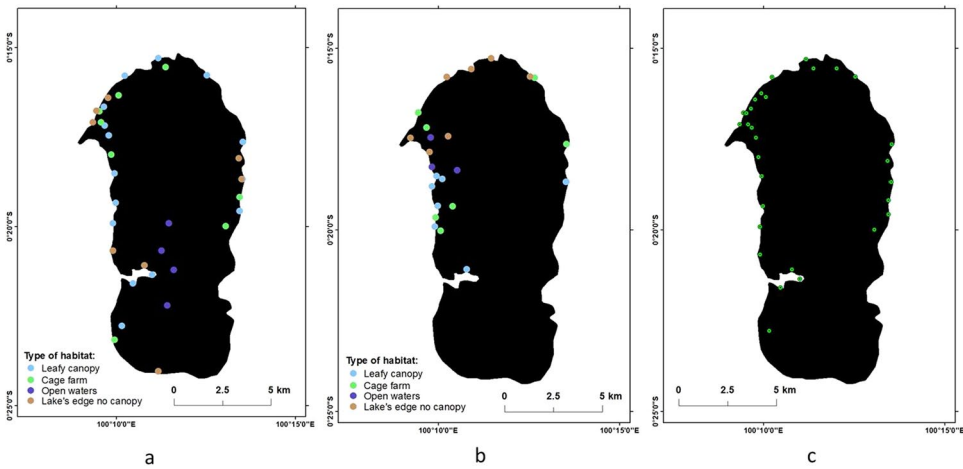 0°15'0"S
0°20'0"S
0°25'0"S
Type of habitat:
Leafy canopy
Cage farm
Open waters
Lake's edge no canopy
0 2.5 5 km
100°10'0"E 100°15'0"E
a
0°15'0"S
0°20'0"S
0°25'0"S
Type of habitat:
Leafy canopy
Cage farm
Open waters
Lake's edge no canopy
0 2.5 5 km
100°10'0"E 100°15'0"E
b
0°15'0"S
0°20'0"S
0°25'0"S
0 2.5 5 km
100°10'0"E 100°15'0"E
c